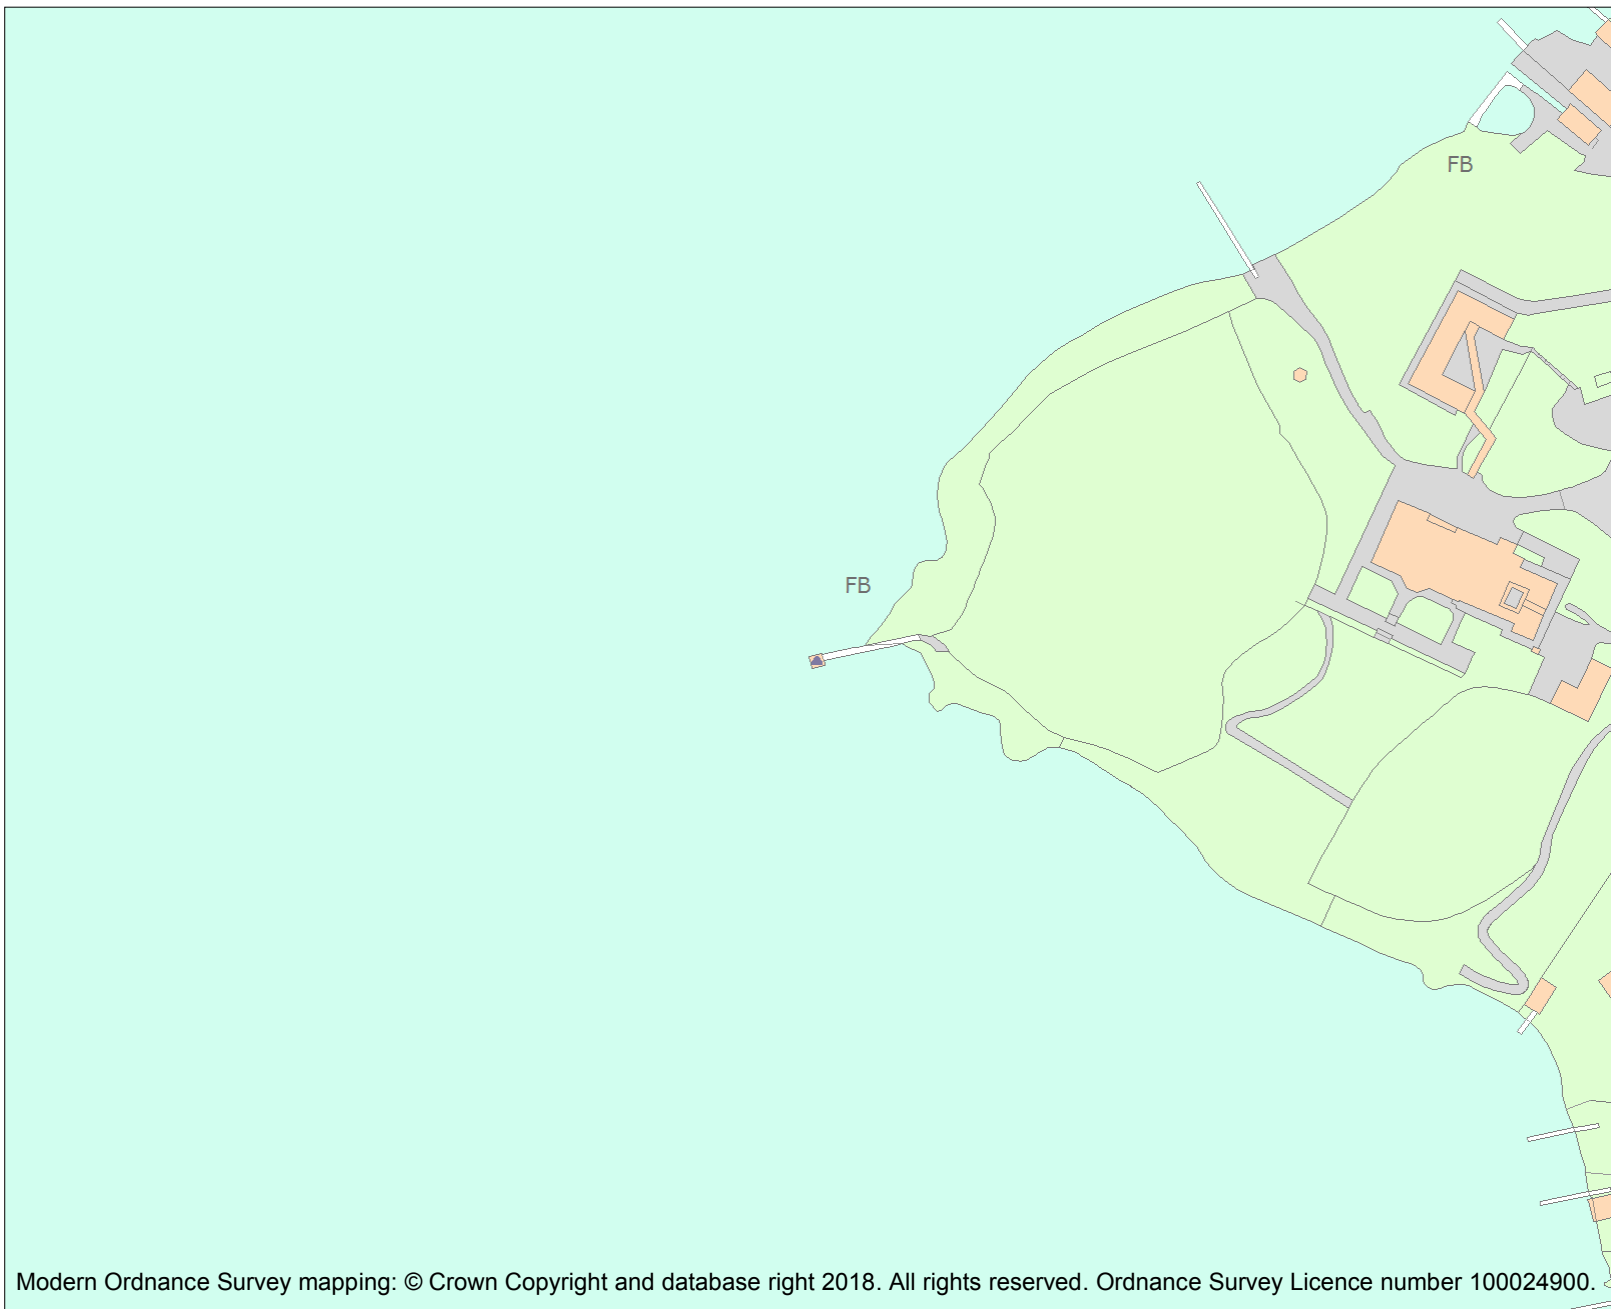 FB
FB
Modern Ordnance Survey mapping: © Crown Copyright and database right 2018. All rights reserved. Ordnance Survey Licence number 100024900.